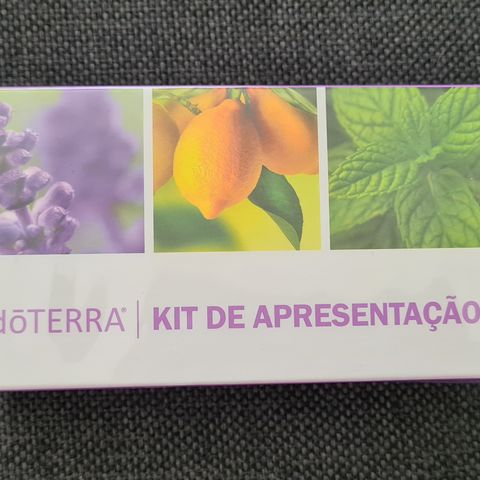 dōTERRA® | KIT DE APRESENTAÇÃO